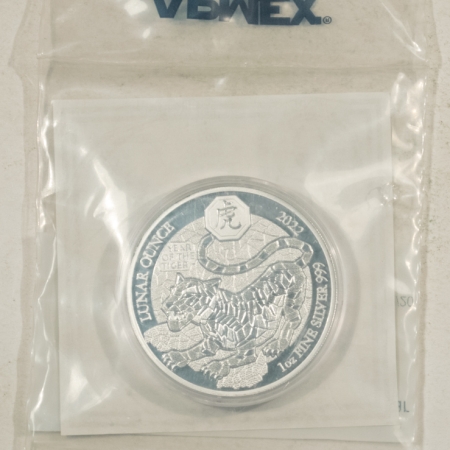 虎
LUNAR OUNCE
2022
1oz FINE SILVER 999